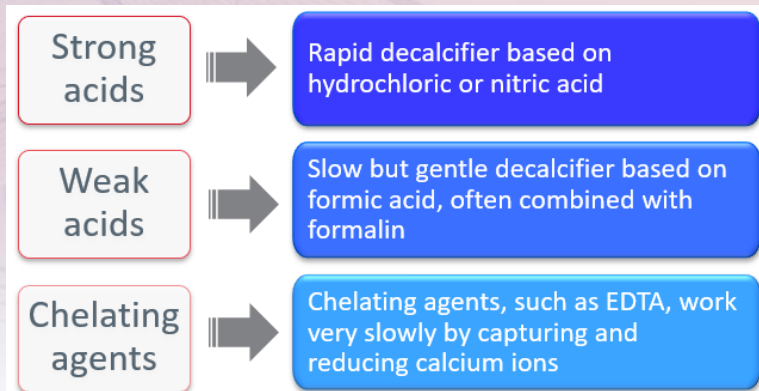 Strong
acids
Rapid decalcifier based on
hydrochloric or nitric acid
Weak
acids
Slow but gentle decalcifier based on
formic acid, often combined with
formalin
Chelating
agents
Chelating agents, such as EDTA, work
very slowly by capturing and
reducing calcium ions